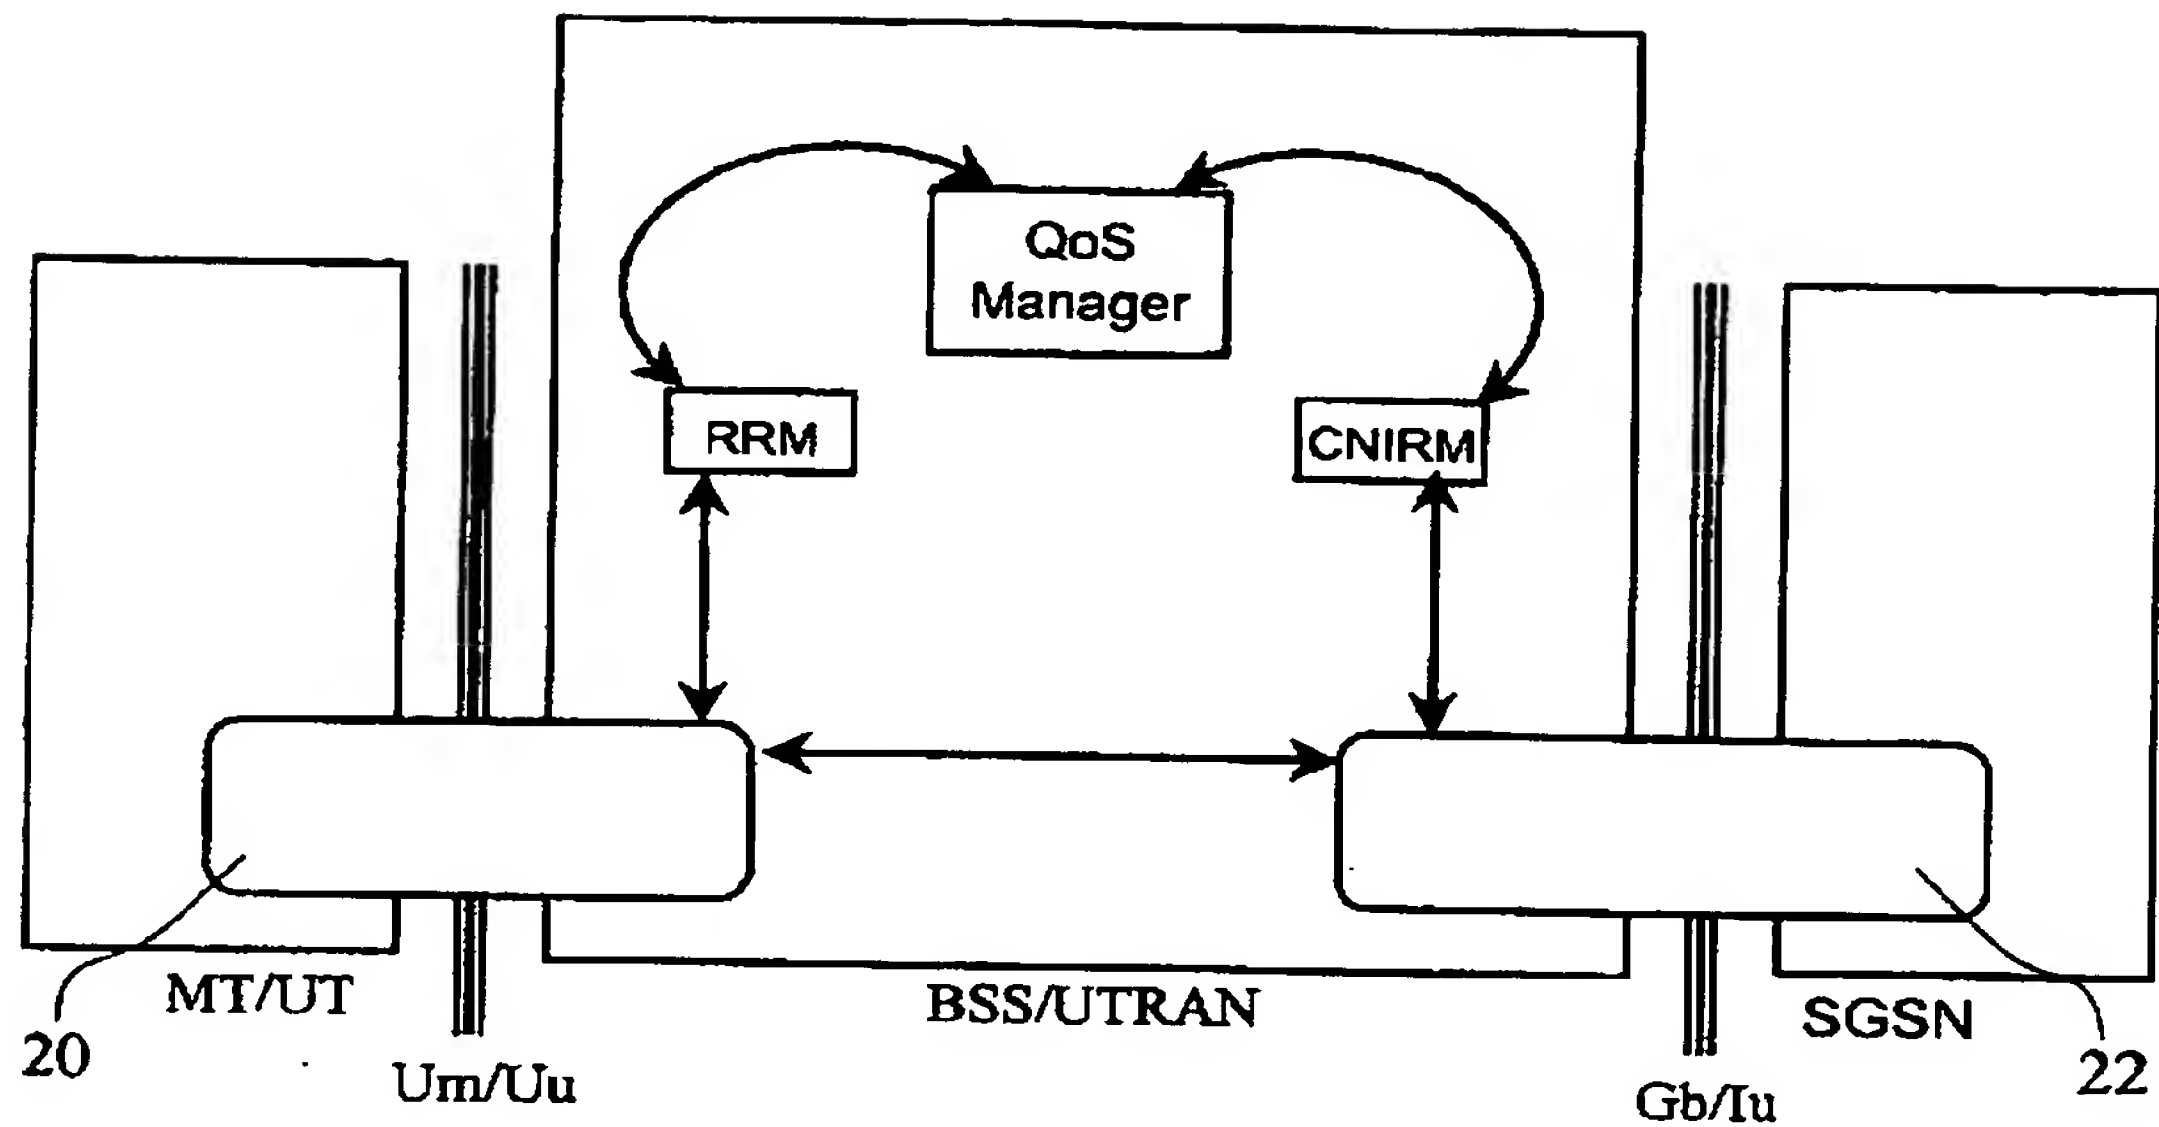 QoS
Manager
RRM
CNIRM
MT/UT
BSS/UTRAN
SGSN
20
22
Um/Uu
Gb/Iu